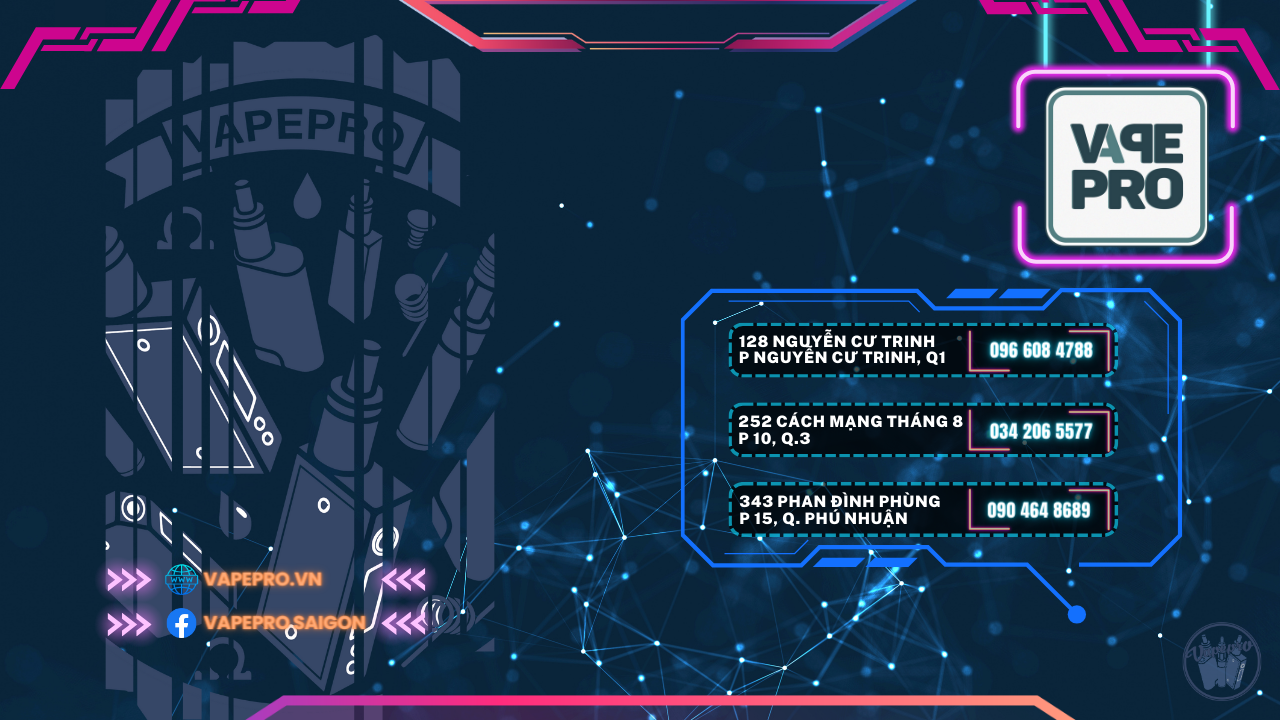 VAPEPRO
VAPE
PRO
128 NGUYỄN CƯ TRINH
P NGUYỄN CƯ TRINH, Q1
096 608 4788
252 CÁCH MẠNG THÁNG 8
P 10, Q.3
034 206 5577
343 PHAN ĐÌNH PHÙNG
P 15, Q. PHÚ NHUẬN
090 464 8689
WWW
VAPEPRO.VN
f
VAPEPRO.SAIGON
Vapepro